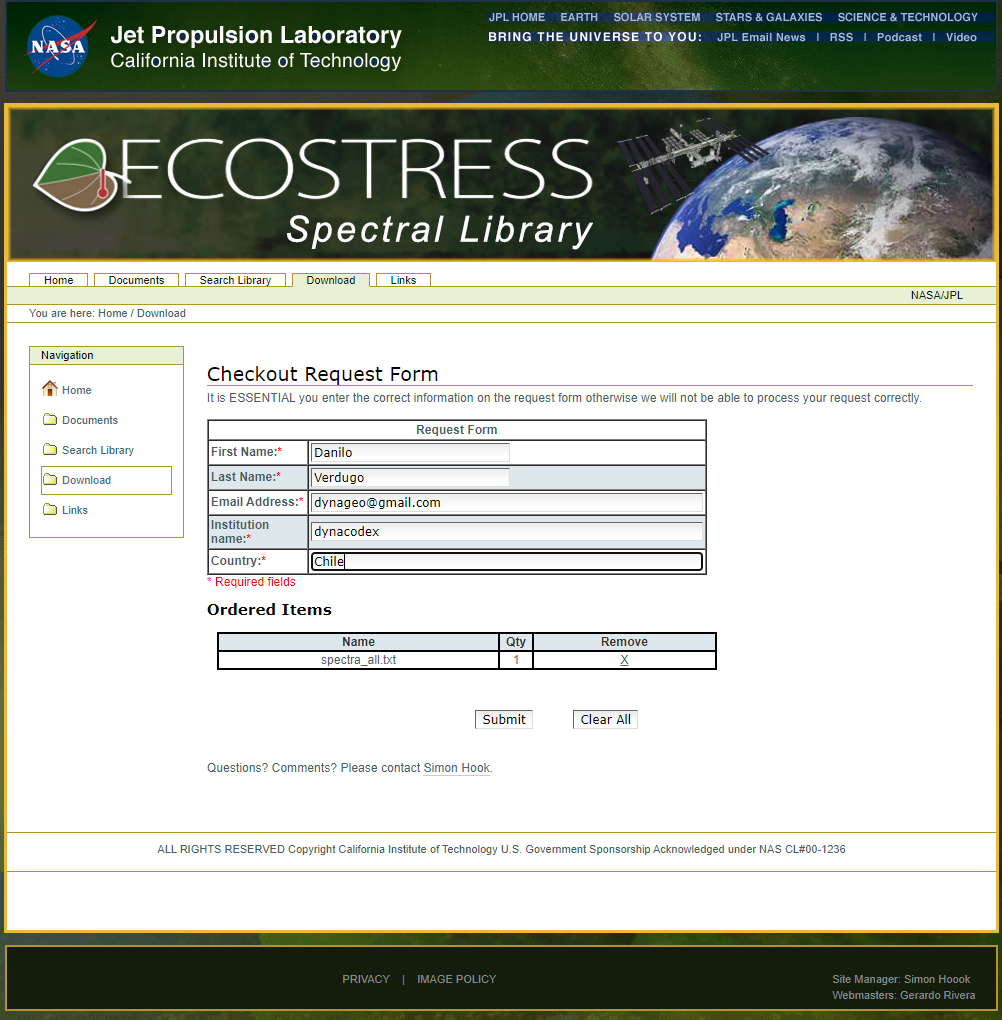 JPL HOME EARTH SOLAR SYSTEM STARS & GALAXIES SCIENCE & TECHNOLOGY
BRING THE UNIVERSE TO YOU: JPL Email News | RSS | Podcast | Video
NASA
Jet Propulsion Laboratory
California Institute of Technology
ECOSTRESS
Spectral Library
Home Documents Search Library Download Links
NASA/JPL
You are here: Home / Download
Navigation
Home
Documents
Search Library
Download
Links
Checkout Request Form
It is ESSENTIAL you enter the correct information on the request form otherwise we will not be able to process your request correctly.
Request Form
First Name:* Danilo
Last Name:* Verdugo
Email Address:* dynageo@gmail.com
Institution
name:* dynacodex
Country:* Chile
* Required fields
Ordered Items
Name Qty Remove
spectra_all.txt 1 X
Submit Clear All
Questions? Comments? Please contact Simon Hook.
ALL RIGHTS RESERVED Copyright California Institute of Technology U.S. Government Sponsorship Acknowledged under NAS CL#00-1236
PRIVACY | IMAGE POLICY
Site Manager: Simon Hoook
Webmasters: Gerardo Rivera